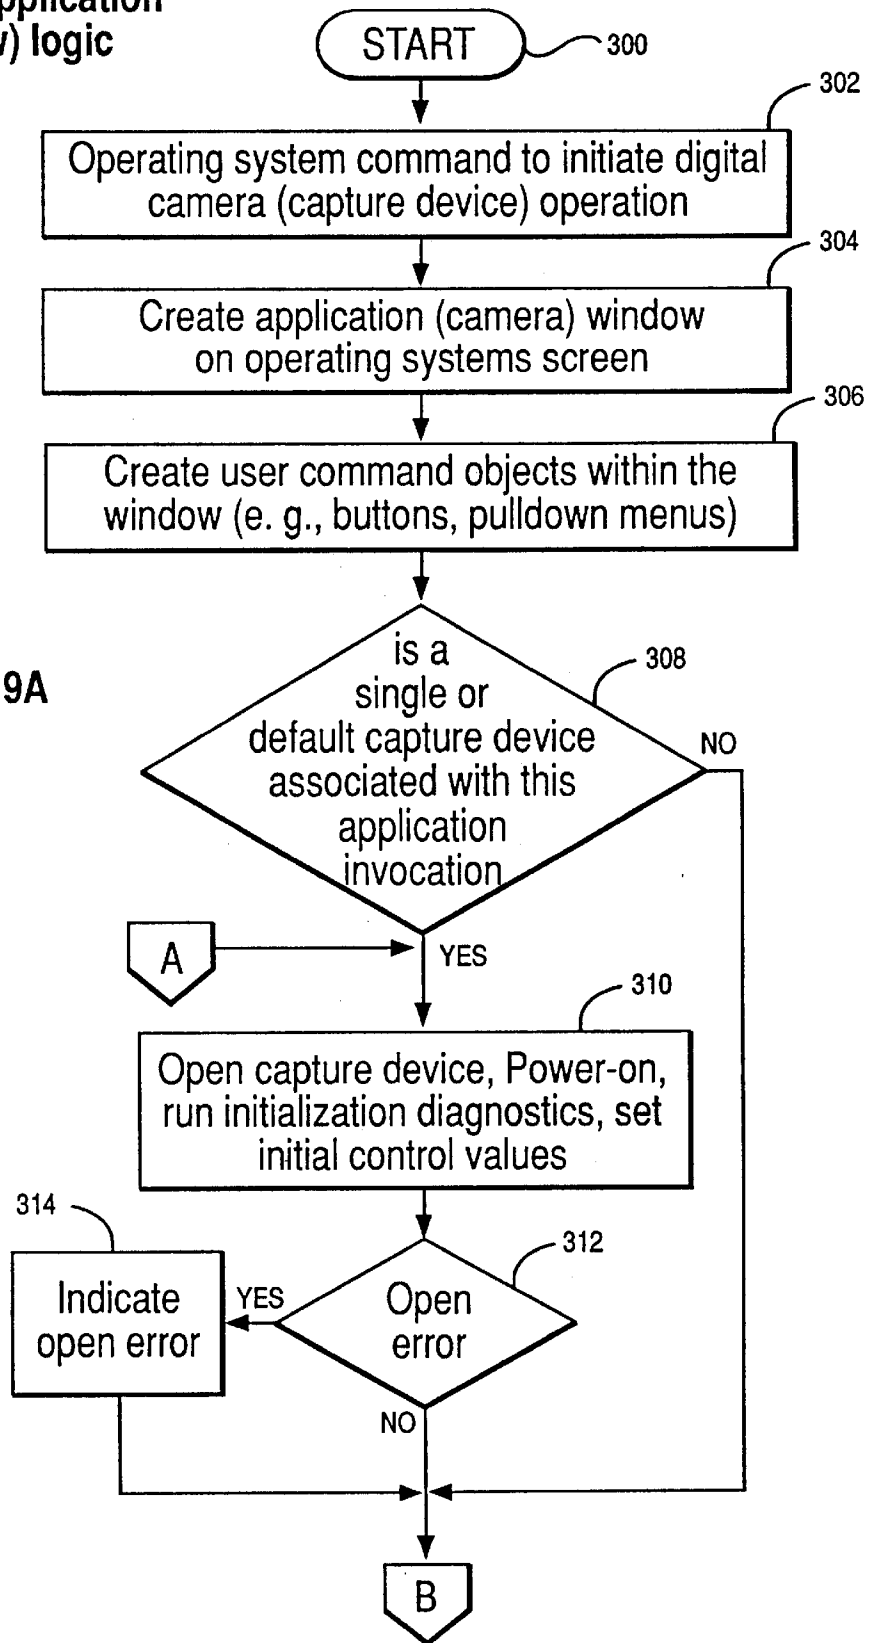 pplication
) logic
START
300
302
Operating system command to initiate digital
camera (capture device) operation
304
Create application (camera) window
on operating systems screen
306
Create user command objects within the
window (e. g., buttons, pulldown menus)
is a
single or
default capture device
associated with this
application
invocation
308
9A
NO
A
YES
310
Open capture device, Power-on,
run initialization diagnostics, set
initial control values
314
312
Indicate
open error
YES
Open
error
NO
B